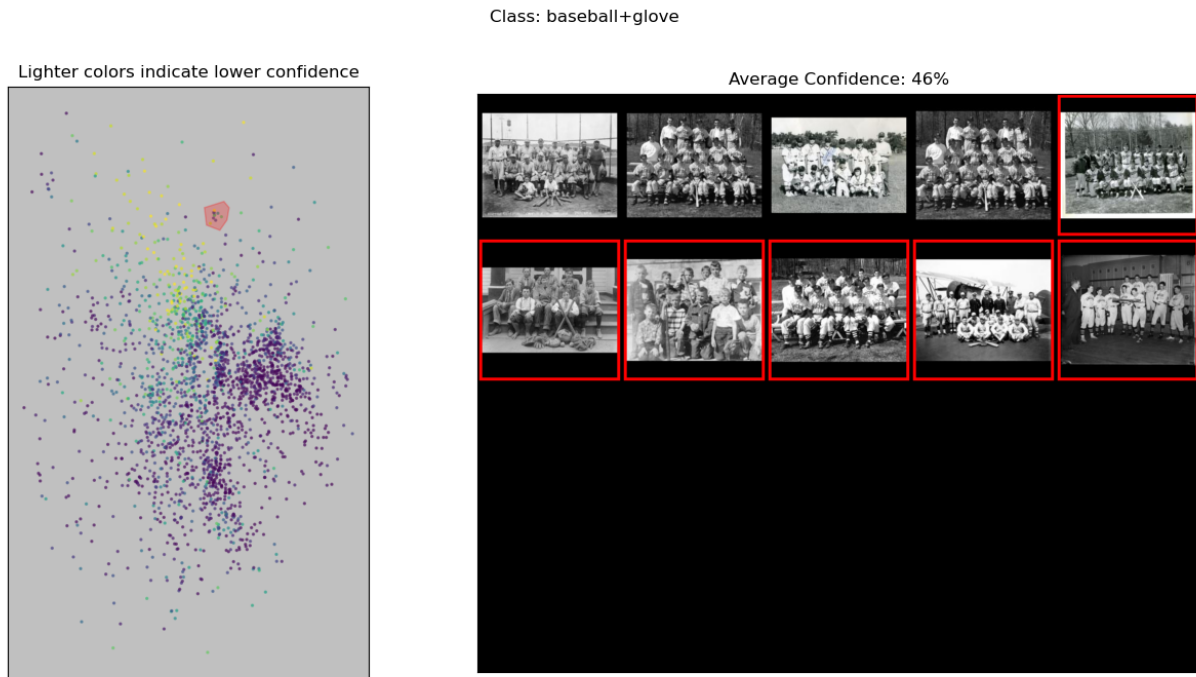 Class: baseball+glove
Lighter colors indicate lower confidence
Average Confidence: 46%